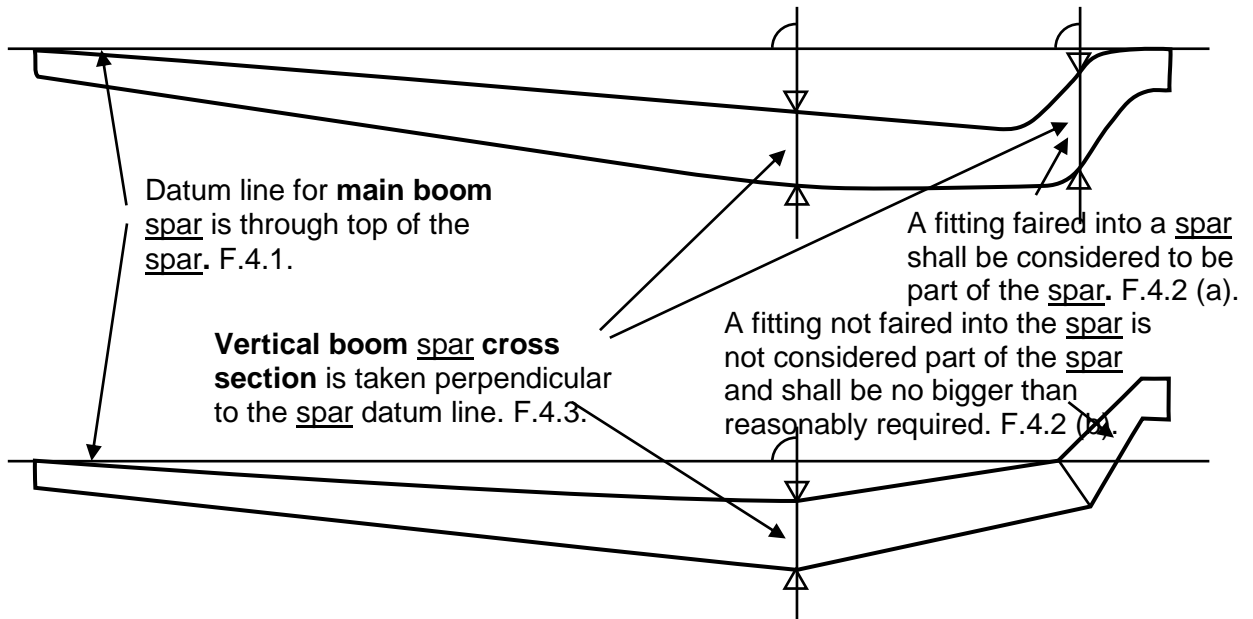 Datum line for main boom
spar is through top of the
spar. F.4.1.
A fitting faired into a spar
shall be considered to be
part of the spar. F.4.2 (a).
Vertical boom spar cross
section is taken perpendicular
to the spar datum line. F.4.3.
A fitting not faired into the spar is
not considered part of the spar
and shall be no bigger than
reasonably required. F.4.2 (b).